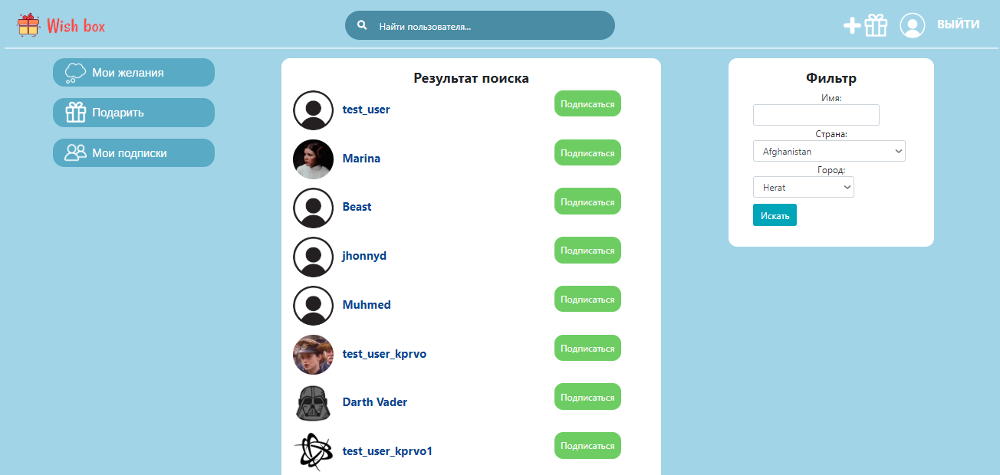 Wish box
Найти пользователя...
ВЫЙТИ
Мои желания
Подарить
Мои подписки
Результат поиска
test_user
Подписаться
Marina
Подписаться
Beast
Подписаться
jhonnyd
Подписаться
Muhmed
Подписаться
test_user_kprvo
Подписаться
Darth Vader
Подписаться
test_user_kprvo1
Подписаться
Фильтр
Имя:
Страна:
Afghanistan
Город:
Herat
Искать